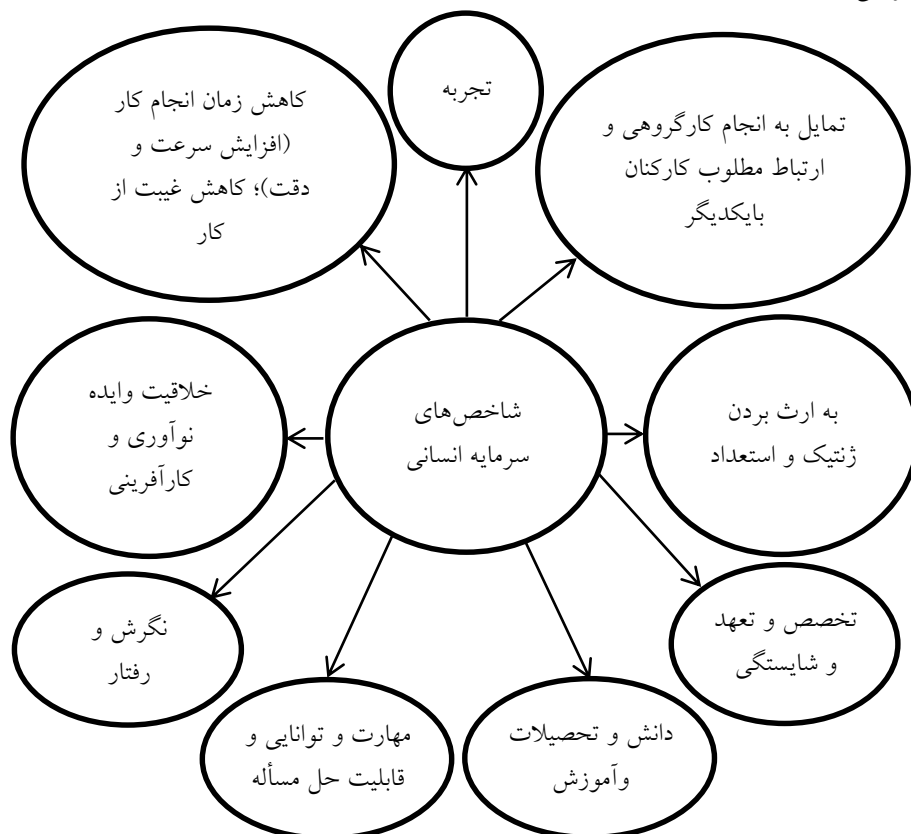 تجربه
تمایل به انجام کارگروهی و
ارتباط مطلوب کارکنان
بایکدیگر
کاهش زمان انجام کار
(افزایش سرعت و
دقت)؛ کاهش غیبت از
کار
شاخص‌های
سرمایه انسانی
به ارث بردن
ژنتیک و استعداد
خلاقیت وایده
نوآوری و
کارآفرینی
تخصص و تعهد
و شایستگی
نگرش و
رفتار
دانش و تحصیلات
وآموزش
مهارت و توانایی و
قابلیت حل مسأله